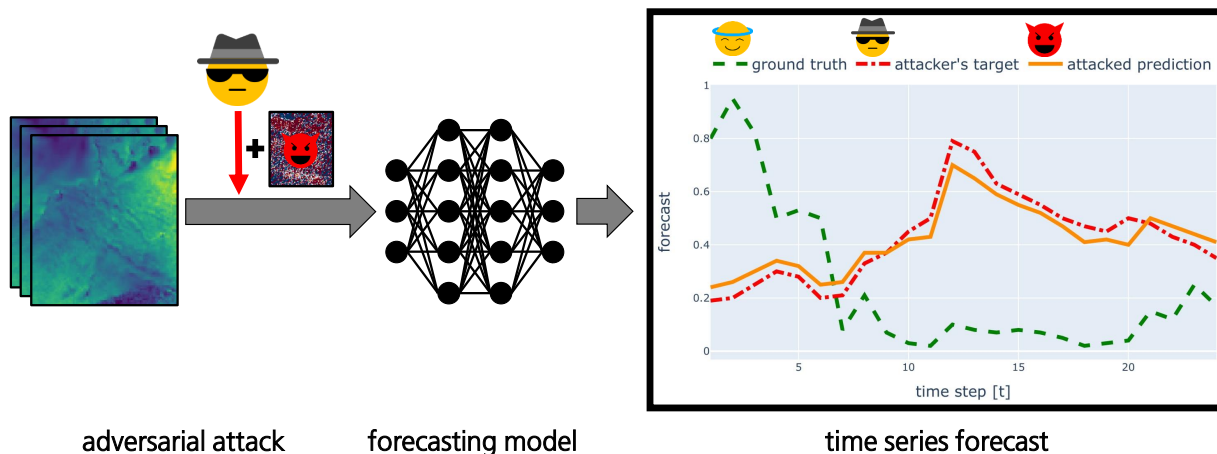 ground truth attacker's target attacked prediction
1
0.8
0.6
0.4
0.2
0
forecast
5 10 15 20
time step [t]
+
adversarial attack forecasting model time series forecast